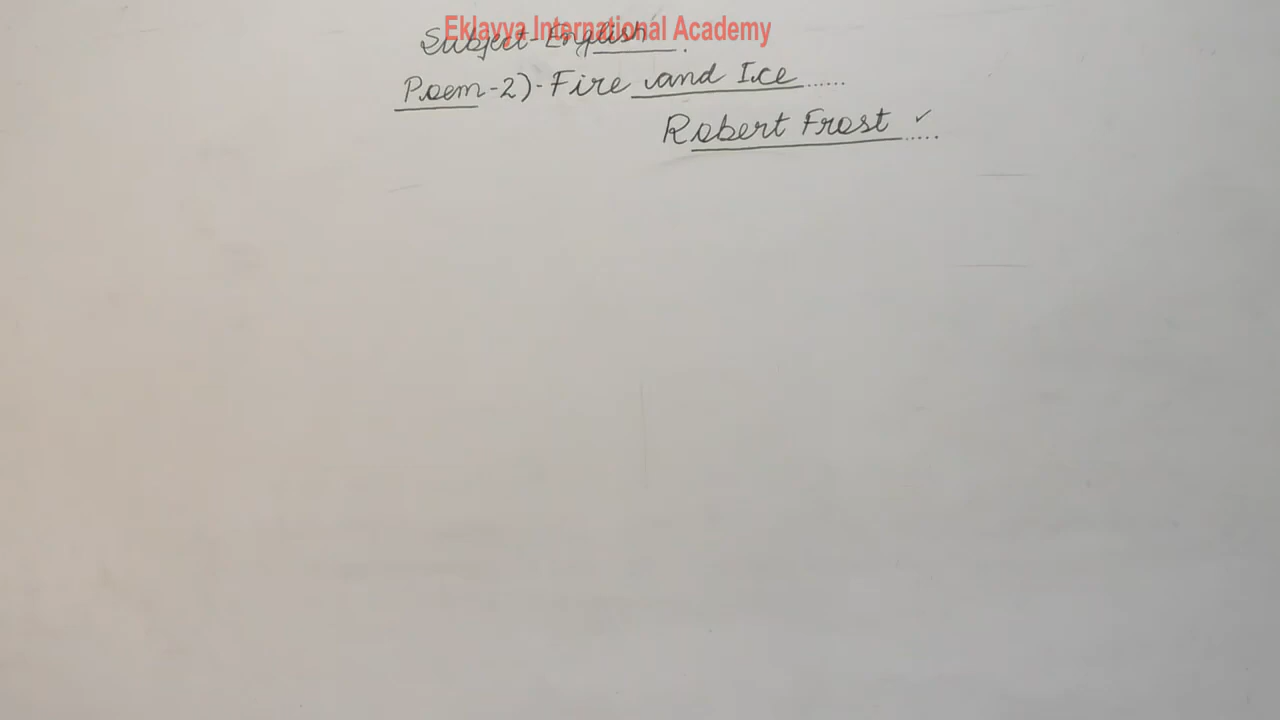 Eklavya International Academy
Subject-English.
Poem-2)-Fire and Ice......
Robert Frost ✓.....